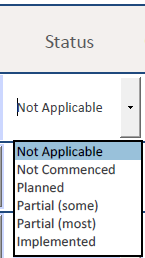 Status
Not Applicable
Not Applicable
Not Commenced
Planned
Partial (some)
Partial (most)
Implemented